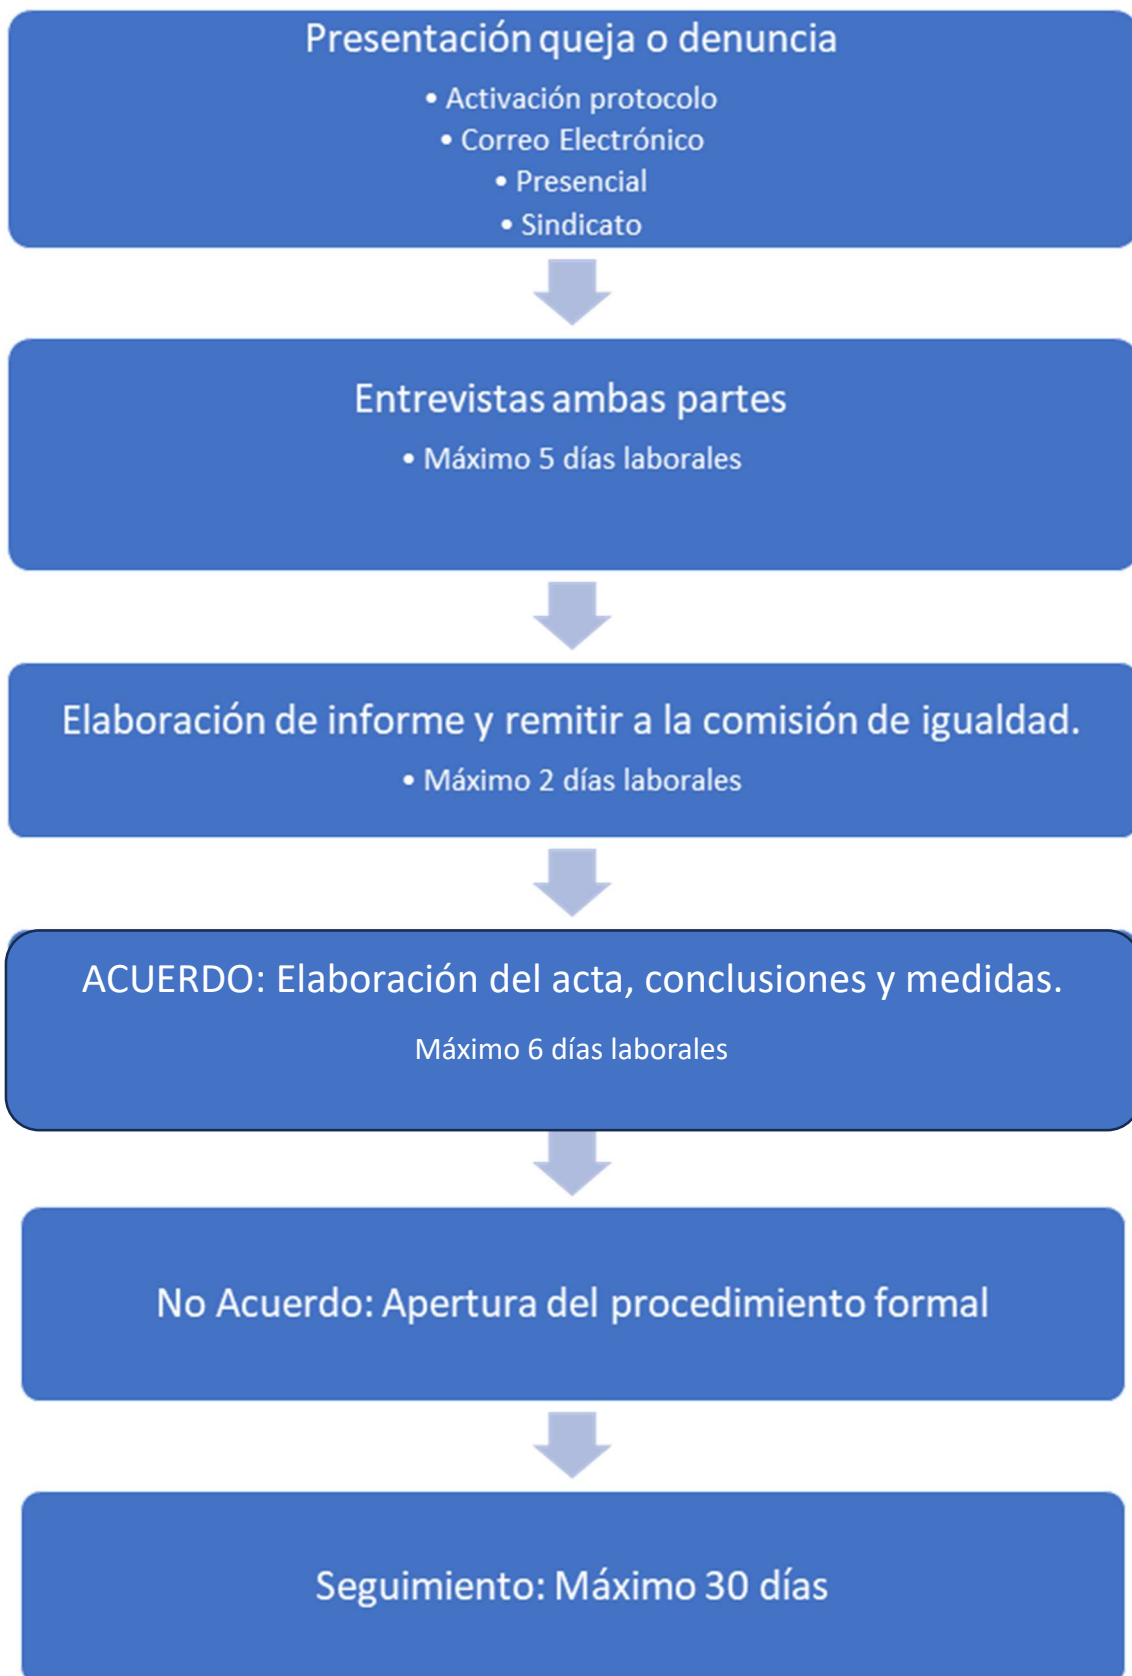 Presentación queja o denuncia
• Activación protocolo
• Correo Electrónico
• Presencial
• Sindicato
Entrevistas ambas partes
• Máximo 5 días laborales
Elaboración de informe y remitir a la comisión de igualdad.
• Máximo 2 días laborales
ACUERDO: Elaboración del acta, conclusiones y medidas.
Máximo 6 días laborales
No Acuerdo: Apertura del procedimiento formal
Seguimiento: Máximo 30 días